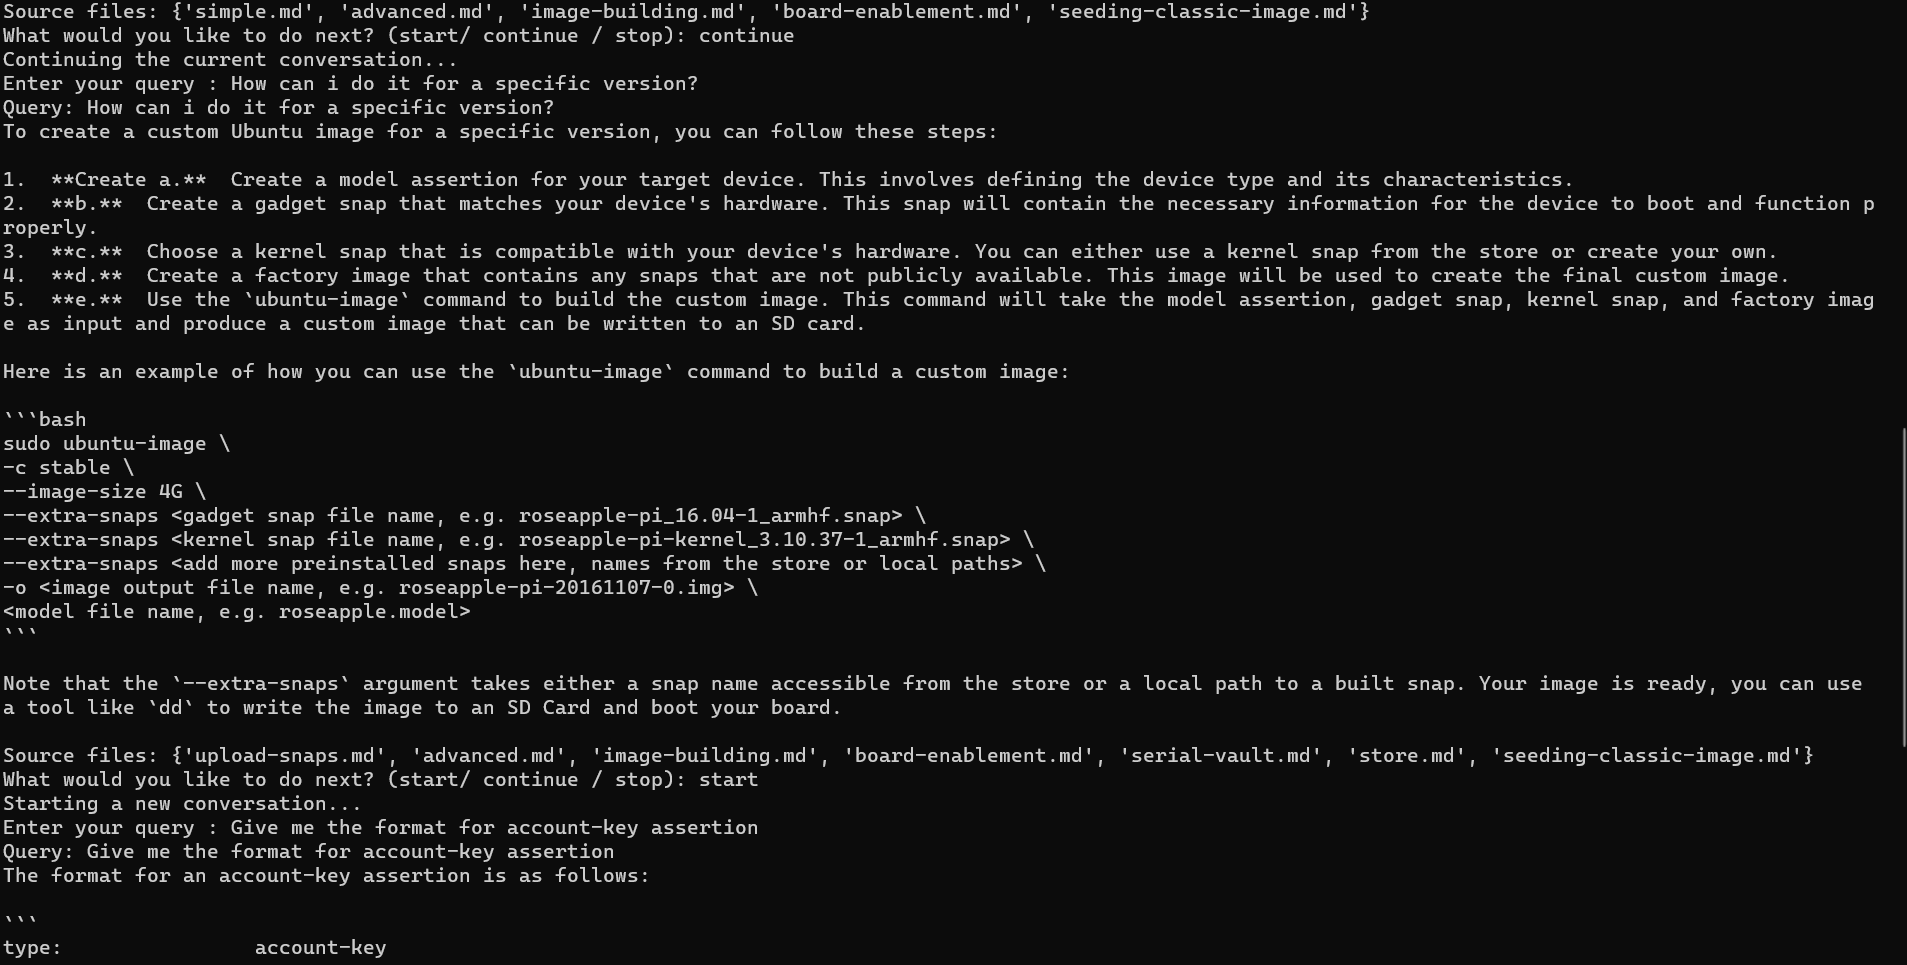 Source files: {'simple.md', 'advanced.md', 'image-building.md', 'board-enablement.md', 'seeding-classic-image.md'}
What would you like to do next? (start/ continue / stop): continue
Continuing the current conversation...
Enter your query : How can i do it for a specific version?
Query: How can i do it for a specific version?
To create a custom Ubuntu image for a specific version, you can follow these steps:

1.  **Create a.**  Create a model assertion for your target device. This involves defining the device type and its characteristics.
2.  **b.**  Create a gadget snap that matches your device's hardware. This snap will contain the necessary information for the device to boot and function p
roperly.
3.  **c.**  Choose a kernel snap that is compatible with your device's hardware. You can either use a kernel snap from the store or create your own.
4.  **d.**  Create a factory image that contains any snaps that are not publicly available. This image will be used to create the final custom image.
5.  **e.**  Use the `ubuntu-image` command to build the custom image. This command will take the model assertion, gadget snap, kernel snap, and factory imag
e as input and produce a custom image that can be written to an SD card.

Here is an example of how you can use the `ubuntu-image` command to build a custom image:

```bash
sudo ubuntu-image \
-c stable \
--image-size 4G \
--extra-snaps <gadget snap file name, e.g. roseapple-pi_16.04-1_armhf.snap> \
--extra-snaps <kernel snap file name, e.g. roseapple-pi-kernel_3.10.37-1_armhf.snap> \
--extra-snaps <add more preinstalled snaps here, names from the store or local paths> \
-o <image output file name, e.g. roseapple-pi-20161107-0.img> \
<model file name, e.g. roseapple.model>
```

Note that the `--extra-snaps` argument takes either a snap name accessible from the store or a local path to a built snap. Your image is ready, you can use
a tool like `dd` to write the image to an SD Card and boot your board.

Source files: {'upload-snaps.md', 'advanced.md', 'image-building.md', 'board-enablement.md', 'serial-vault.md', 'store.md', 'seeding-classic-image.md'}
What would you like to do next? (start/ continue / stop): start
Starting a new conversation...
Enter your query : Give me the format for account-key assertion
Query: Give me the format for account-key assertion
The format for an account-key assertion is as follows:

```
type:                account-key